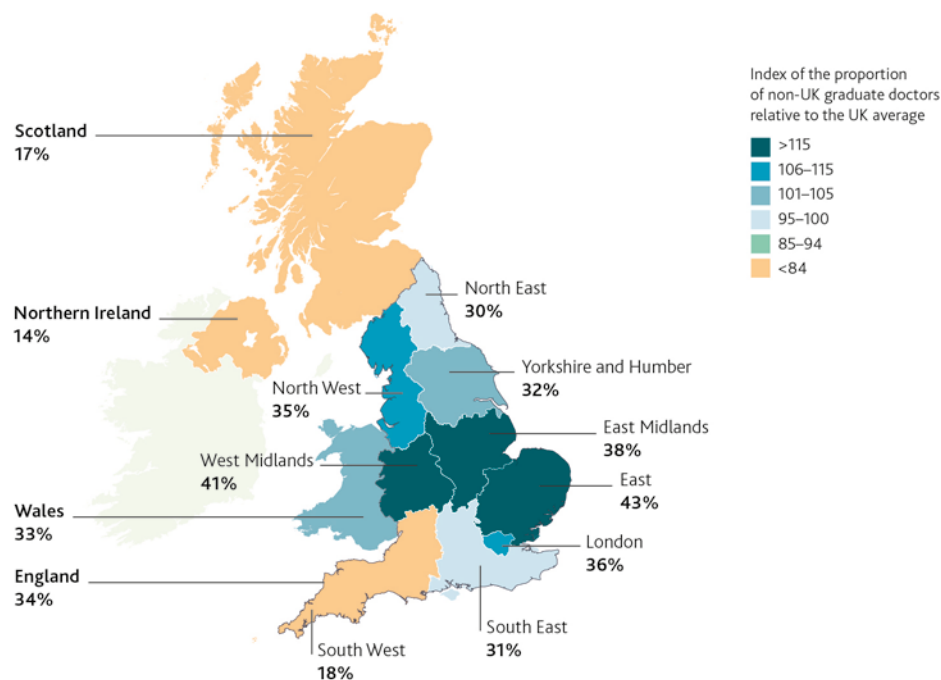 Index of the proportion
of non-UK graduate doctors
relative to the UK average
>115
106–115
101–105
95–100
85–94
<84
Scotland
17%
Northern Ireland
14%
North East
30%
Yorkshire and Humber
32%
North West
35%
East Midlands
38%
West Midlands
41%
East
43%
Wales
33%
London
36%
England
34%
South East
31%
South West
18%